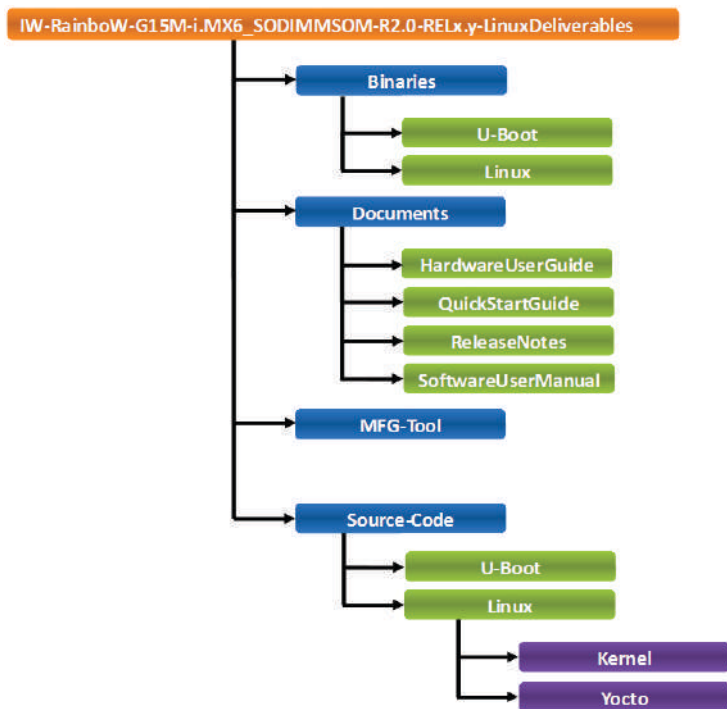 IW-RainboW-G15M-i.MX6_SODIMMSOM-R2.0-RELx.y-LinuxDeliverables
Binaries
U-Boot
Linux
Documents
HardwareUserGuide
QuickStartGuide
ReleaseNotes
SoftwareUserManual
MFG-Tool
Source-Code
U-Boot
Linux
Kernel
Yocto